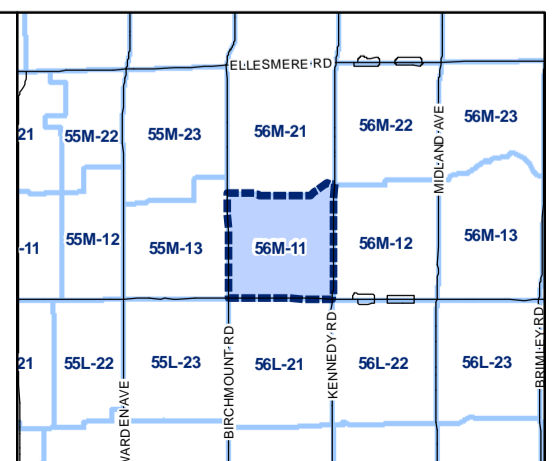 ELLESMERE RD
21
55M-22
55M-23
56M-21
56M-22
MIDLAND AVE
56M-23
-11
55M-12
55M-13
56M-11
56M-12
56M-13
21
55L-22
WARDEN AVE
55L-23
BIRCHMOUNT RD
56L-21
KENNEDY RD
56L-22
56L-23
BRIMLEY RD